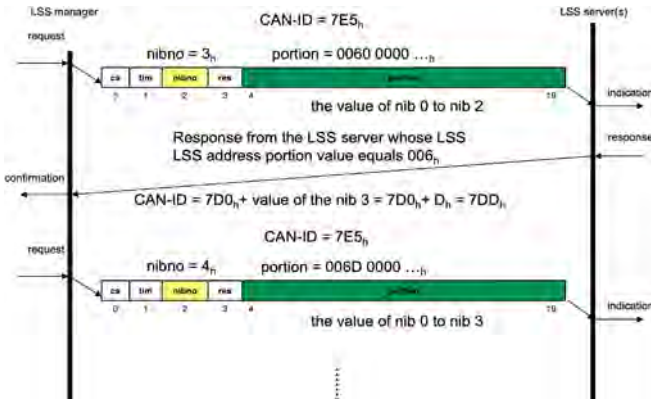 LSS manager
LSS server(s)
CAN-ID = 7E5h
request
nibno = 3h
portion = 0060 0000 …h
cs tim nibno res portion
0 1 2 3 4 19
indication
the value of nib 0 to nib 2
Response from the LSS server whose LSS
LSS address portion value equals 006h
response
confirmation
CAN-ID = 7D0h+ value of the nib 3 = 7D0h+ Dh = 7DDh
CAN-ID = 7E5h
request
nibno = 4h
portion = 006D 0000 …h
cs tim nibno res
0 1 2 3 4 19
indication
the value of nib 0 to nib 3